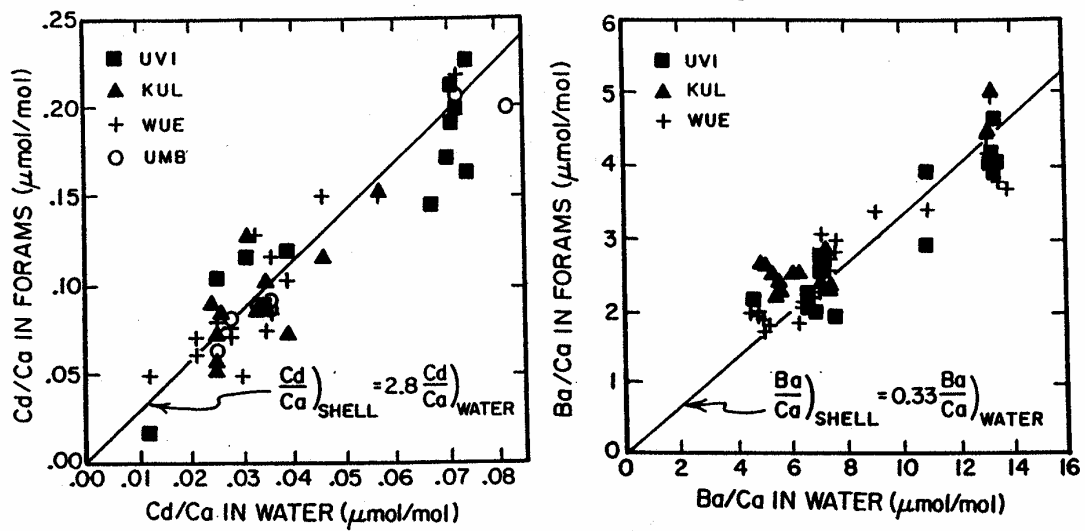 .25
.20
.15
.10
.05
.00
Cd/Ca IN FORAMS (μmol/mol)
UVI
KUL
WUE
UMB
Cd/Ca)SHELL = 2.8 Cd/Ca)WATER
.00 .01 .02 .03 .04 .05 .06 .07 .08
Cd/Ca IN WATER (μmol/mol)
6
5
4
3
2
1
0
Ba/Ca IN FORAMS (μmol/mol)
UVI
KUL
WUE
Ba/Ca)SHELL = 0.33 Ba/Ca)WATER
0 2 4 6 8 10 12 14 16
Ba/Ca IN WATER (μmol/mol)